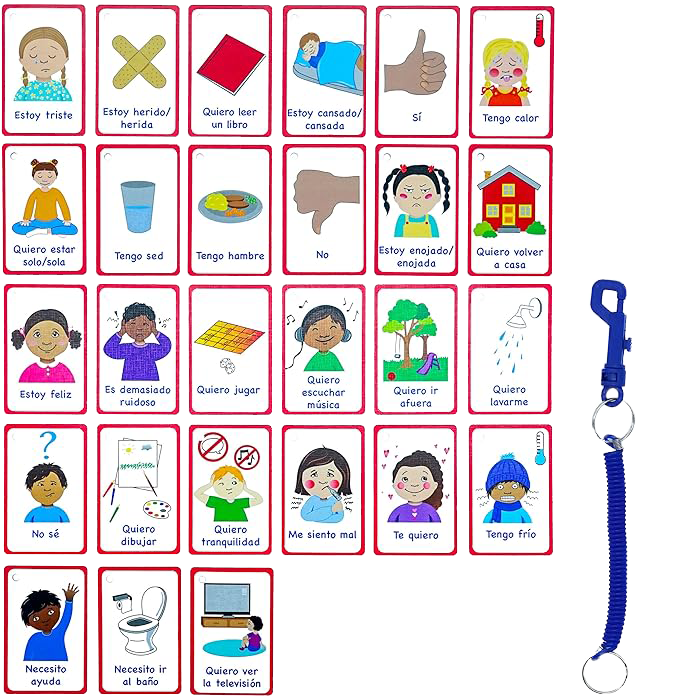 Estoy triste
Estoy herido/
herida
Quiero leer
un libro
Estoy cansado/
cansada
Sí
Tengo calor
Quiero estar
solo/sola
Tengo sed
Tengo hambre
No
Estoy enojado/
enojada
Quiero volver
a casa
Estoy feliz
Es demasiado
ruidoso
Quiero jugar
Quiero
escuchar
música
Quiero ir
afuera
Quiero
lavarme
?
No sé
Quiero
dibujar
Quiero
tranquilidad
Me siento mal
Te quiero
Tengo frío
Necesito
ayuda
Necesito ir
al baño
Quiero ver
la televisión